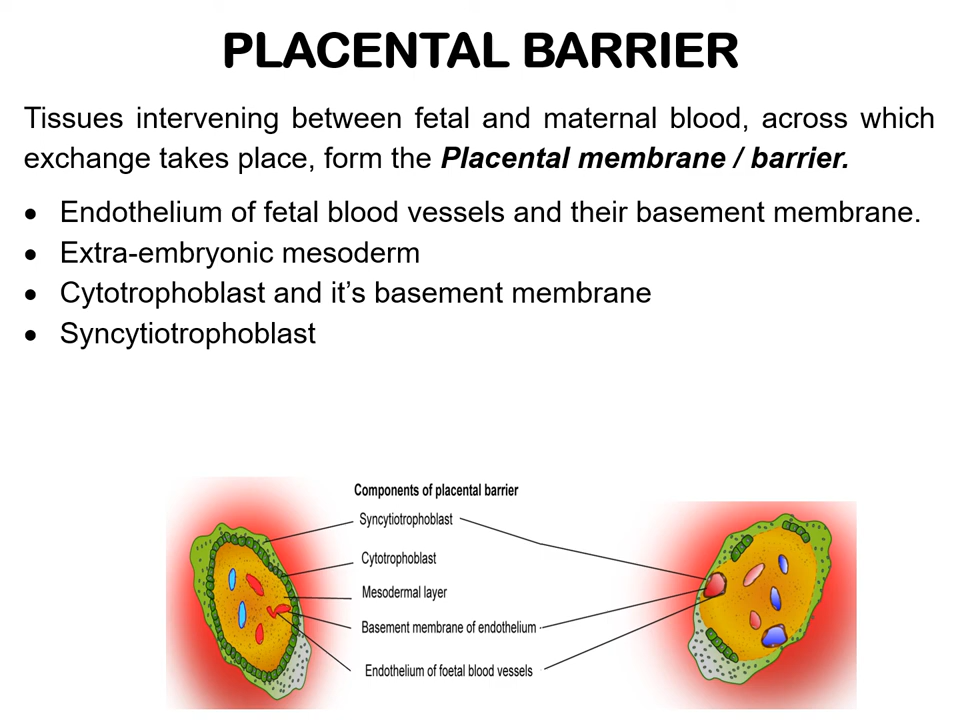 PLACENTAL BARRIER
Tissues intervening between fetal and maternal blood, across which
exchange takes place, form the Placental membrane / barrier.
• Endothelium of fetal blood vessels and their basement membrane.
• Extra-embryonic mesoderm
• Cytotrophoblast and it’s basement membrane
• Syncytiotrophoblast
Components of placental barrier
Syncytiotrophoblast
Cytotrophoblast
Mesodermal layer
Basement membrane of endothelium
Endothelium of foetal blood vessels